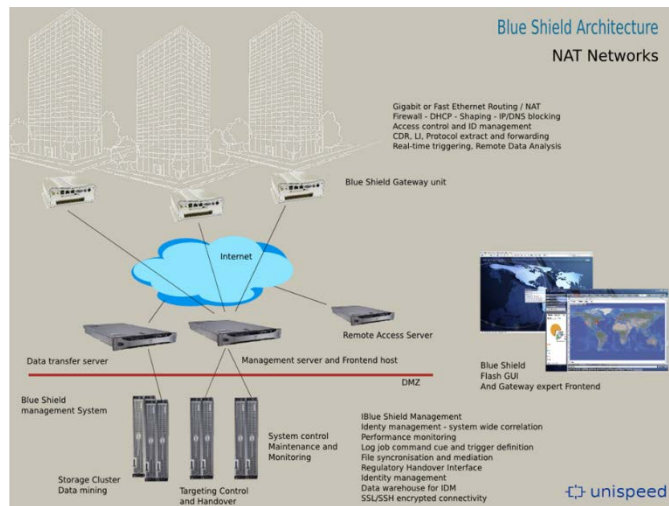 Blue Shield Architecture
NAT Networks
Gigabit or Fast Ethernet Routing / NAT
Firewall - DHCP - Shaping - IP/DNS blocking
Access control and ID management
CDR, LI, Protocol extract and forwarding
Real-time triggering, Remote Data Analysis
Blue Shield Gateway unit
Internet
Remote Access Server
Data transfer server
Management server and Frontend host
Blue Shield
Flash GUI
And Gateway expert Frontend
DMZ
Blue Shield
management System
System control
Maintenance and
Monitoring
Storage Cluster
Data mining
Targeting Control
and Handover
IBlue Shield Management
Identy management - system wide correlation
Performance monitoring
Log job command cue and trigger definition
File syncronisation and mediation
Regulatory Handover Interface
Identity management
Data warehouse for IDM
SSL/SSH encrypted connectivity
unispeed